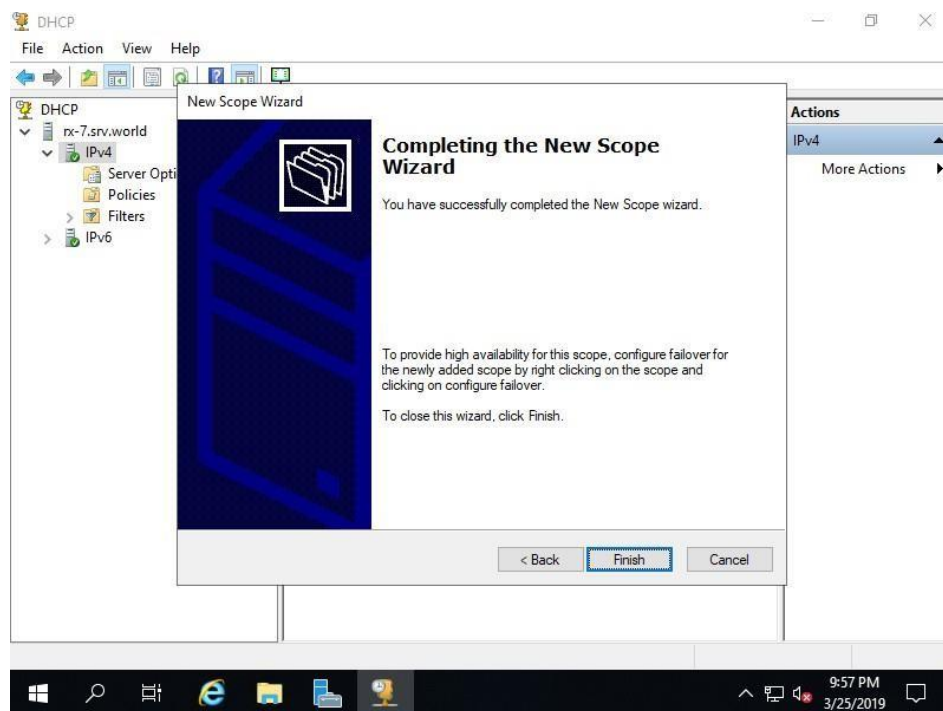 DHCP
File Action View Help
DHCP
rx-7.srv.world
IPv4
Server Opti
Policies
Filters
IPv6
New Scope Wizard
Completing the New Scope
Wizard
You have successfully completed the New Scope wizard.
To provide high availability for this scope, configure failover for
the newly added scope by right clicking on the scope and
clicking on configure failover.
To close this wizard, click Finish.
< Back Finish Cancel
Actions
IPv4
More Actions
9:57 PM
3/25/2019